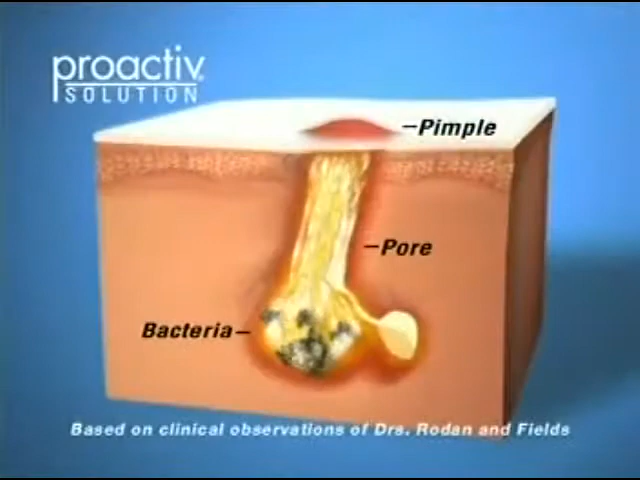 proactiv®
SOLUTION
Pimple
Pore
Bacteria
Based on clinical observations of Drs. Rodan and Fields